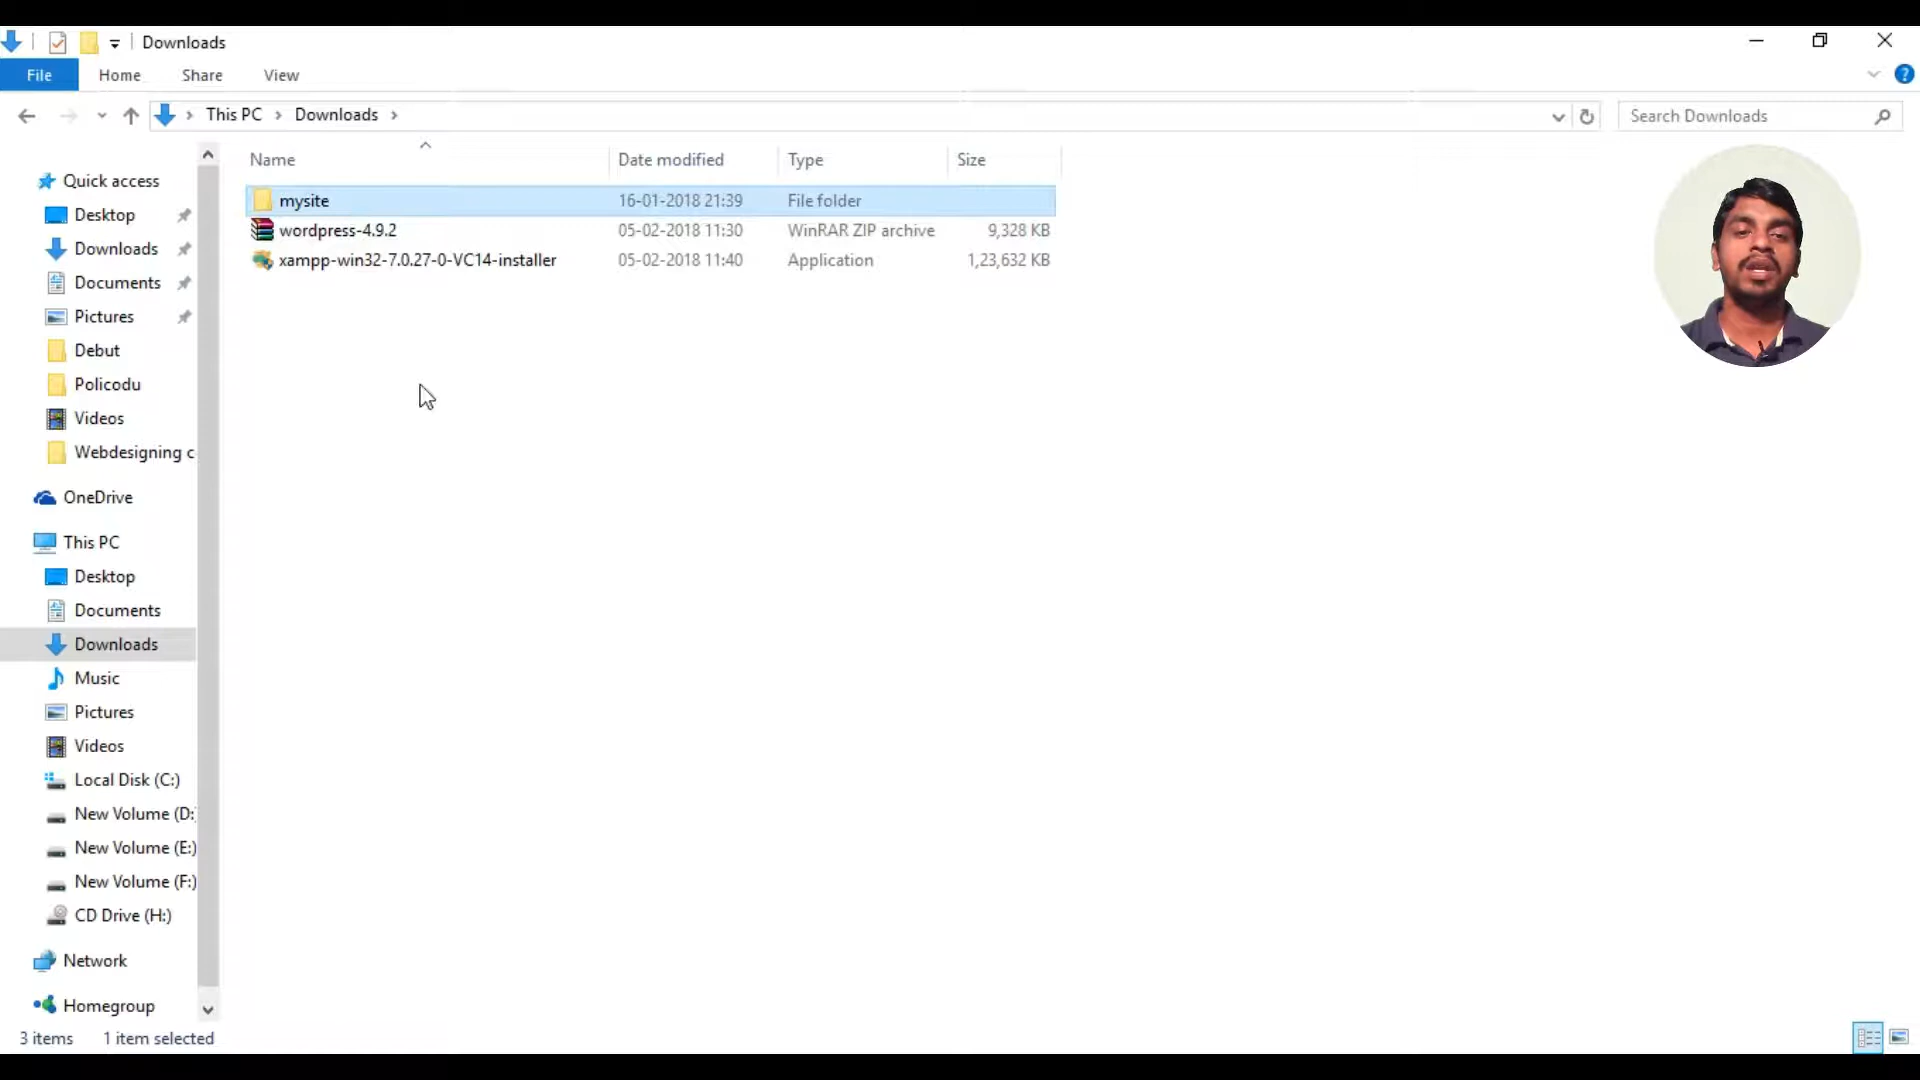 Downloads
File Home Share View
This PC Downloads
Search Downloads
Name Date modified Type Size
mysite 16-01-2018 21:39 File folder
wordpress-4.9.2 05-02-2018 11:30 WinRAR ZIP archive 9,328 KB
xampp-win32-7.0.27-0-VC14-installer 05-02-2018 11:40 Application 1,23,632 KB
Quick access
Desktop
Downloads
Documents
Pictures
Debut
Policodu
Videos
Webdesigning c
OneDrive
This PC
Desktop
Documents
Downloads
Music
Pictures
Videos
Local Disk (C:)
New Volume (D:
New Volume (E:)
New Volume (F:)
CD Drive (H:)
Network
Homegroup
3 items 1 item selected